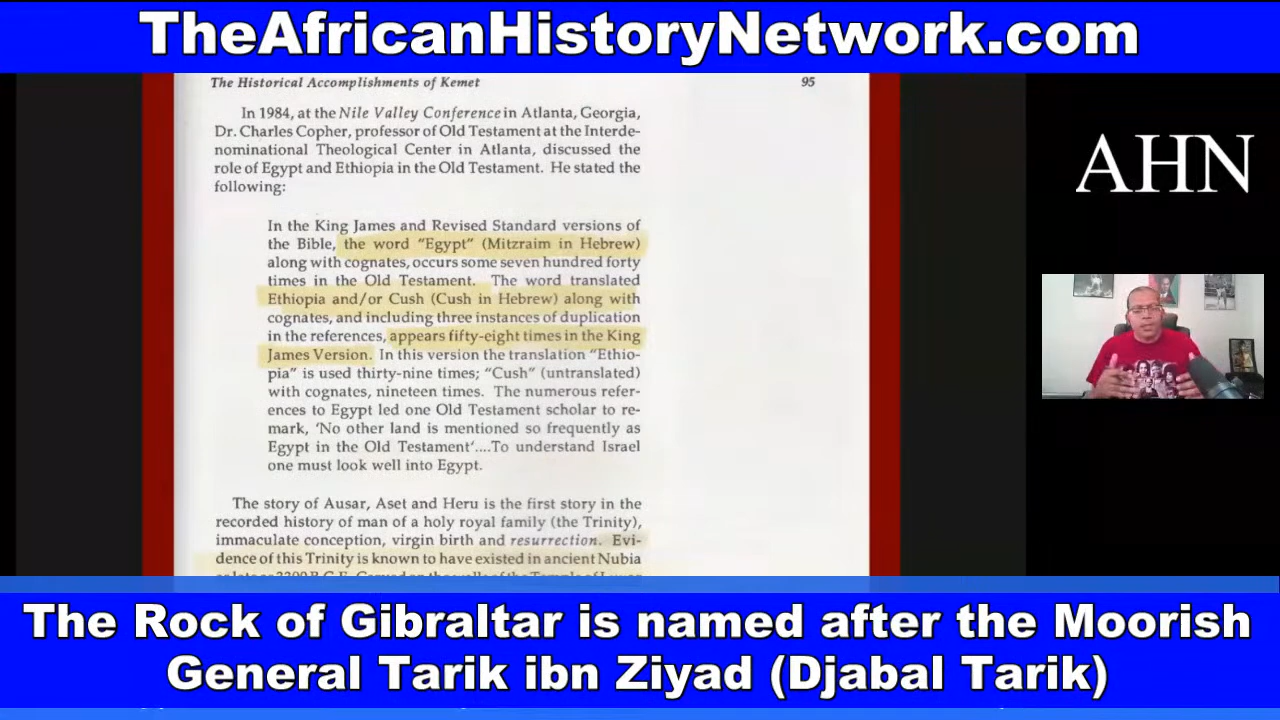 TheAfricanHistoryNetwork.com
The Historical Accomplishments of Kemet 95
In 1984, at the Nile Valley Conference in Atlanta, Georgia,
Dr. Charles Copher, professor of Old Testament at the Interde-
nominational Theological Center in Atlanta, discussed the
role of Egypt and Ethiopia in the Old Testament. He stated the
following:
In the King James and Revised Standard versions of
the Bible, the word "Egypt" (Mitzraim in Hebrew)
along with cognates, occurs some seven hundred forty
times in the Old Testament. The word translated
Ethiopia and/or Cush (Cush in Hebrew) along with
cognates, and including three instances of duplication
in the references, appears fifty-eight times in the King
James Version. In this version the translation "Ethio-
pia" is used thirty-nine times; "Cush" (untranslated)
with cognates, nineteen times. The numerous refer-
ences to Egypt led one Old Testament scholar to re-
mark, 'No other land is mentioned so frequently as
Egypt in the Old Testament'....To understand Israel
one must look well into Egypt.
The story of Ausar, Aset and Heru is the first story in the
recorded history of man of a holy royal family (the Trinity),
immaculate conception, virgin birth and resurrection. Evi-
dence of this Trinity is known to have existed in ancient Nubia
AHN
The Rock of Gibraltar is named after the Moorish
General Tarik ibn Ziyad (Djabal Tarik)